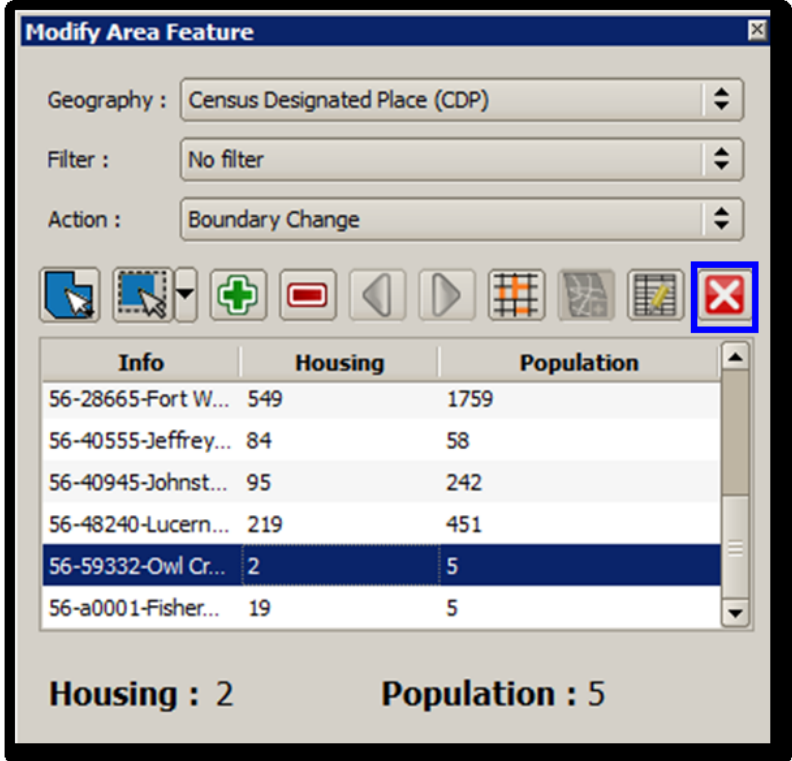 Modify Area Feature
Geography : Census Designated Place (CDP)
Filter : No filter
Action : Boundary Change
Info Housing Population
56-28665-Fort W... 549 1759
56-40555-Jeffrey... 84 58
56-40945-Johnst... 95 242
56-48240-Lucern... 219 451
56-59332-Owl Cr... 2 5
56-a0001-Fisher... 19 5
Housing : 2 Population : 5